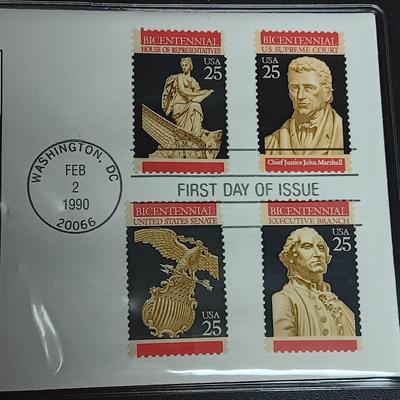 BICENTENNIAL
HOUSE OF REPRESENTATIVES
USA
25
BICENTENNIAL
U.S. SUPREME COURT
USA
25
Chief Justice John Marshall
WASHINGTON, DC
FEB
2
1990
20066
FIRST DAY OF ISSUE
BICENTENNIAL
UNITED STATES SENATE
USA
25
BICENTENNIAL
EXECUTIVE BRANCH
25
USA